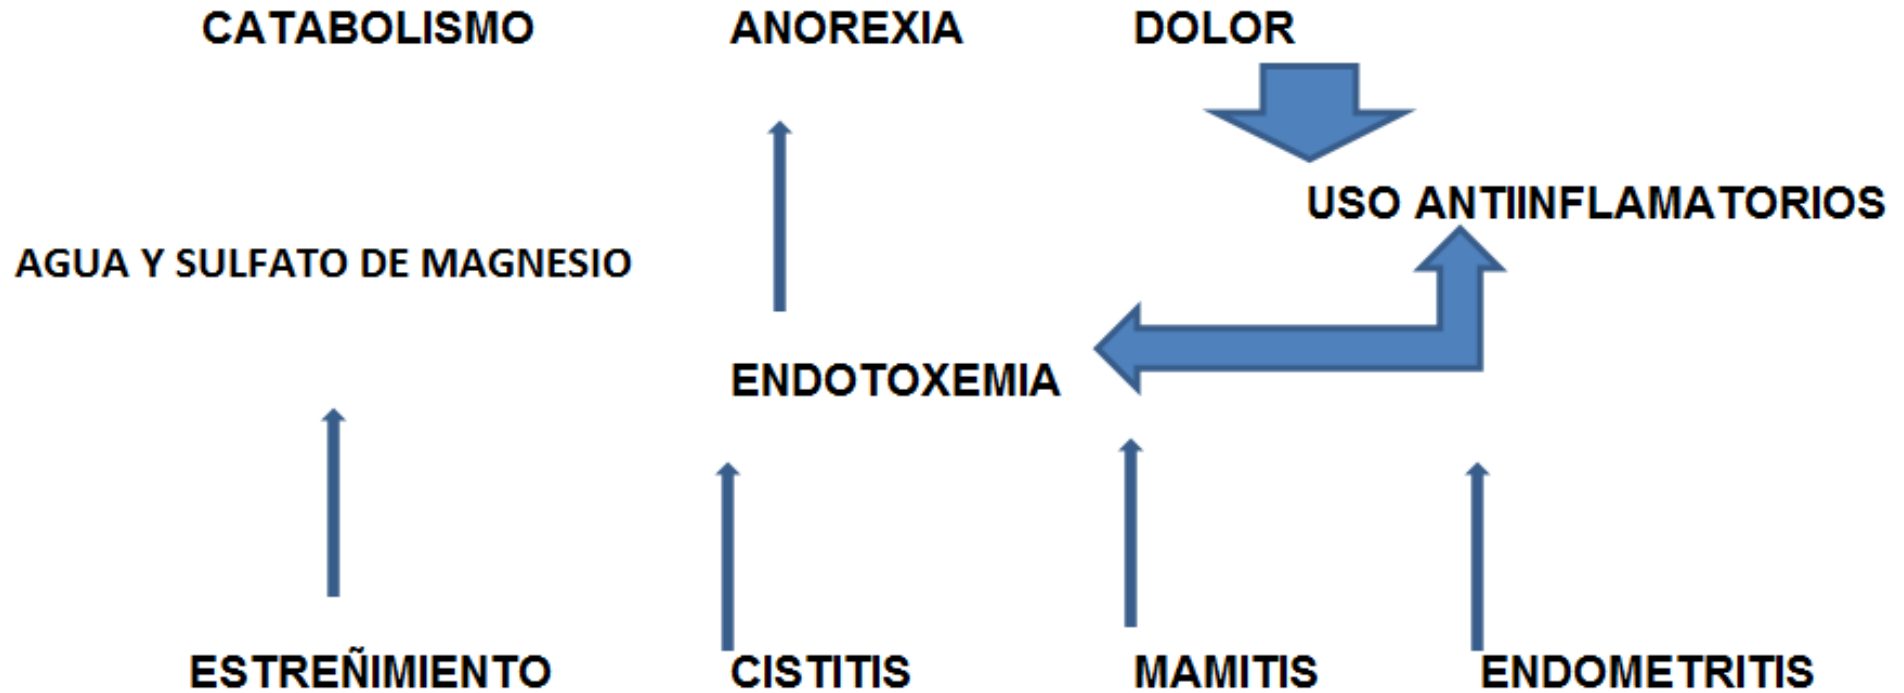 CATABOLISMO
ANOREXIA
DOLOR
USO ANTIINFLAMATORIOS
AGUA Y SULFATO DE MAGNESIO
ENDOTOXEMIA
ESTREÑIMIENTO
CISTITIS
MAMITIS
ENDOMETRITIS